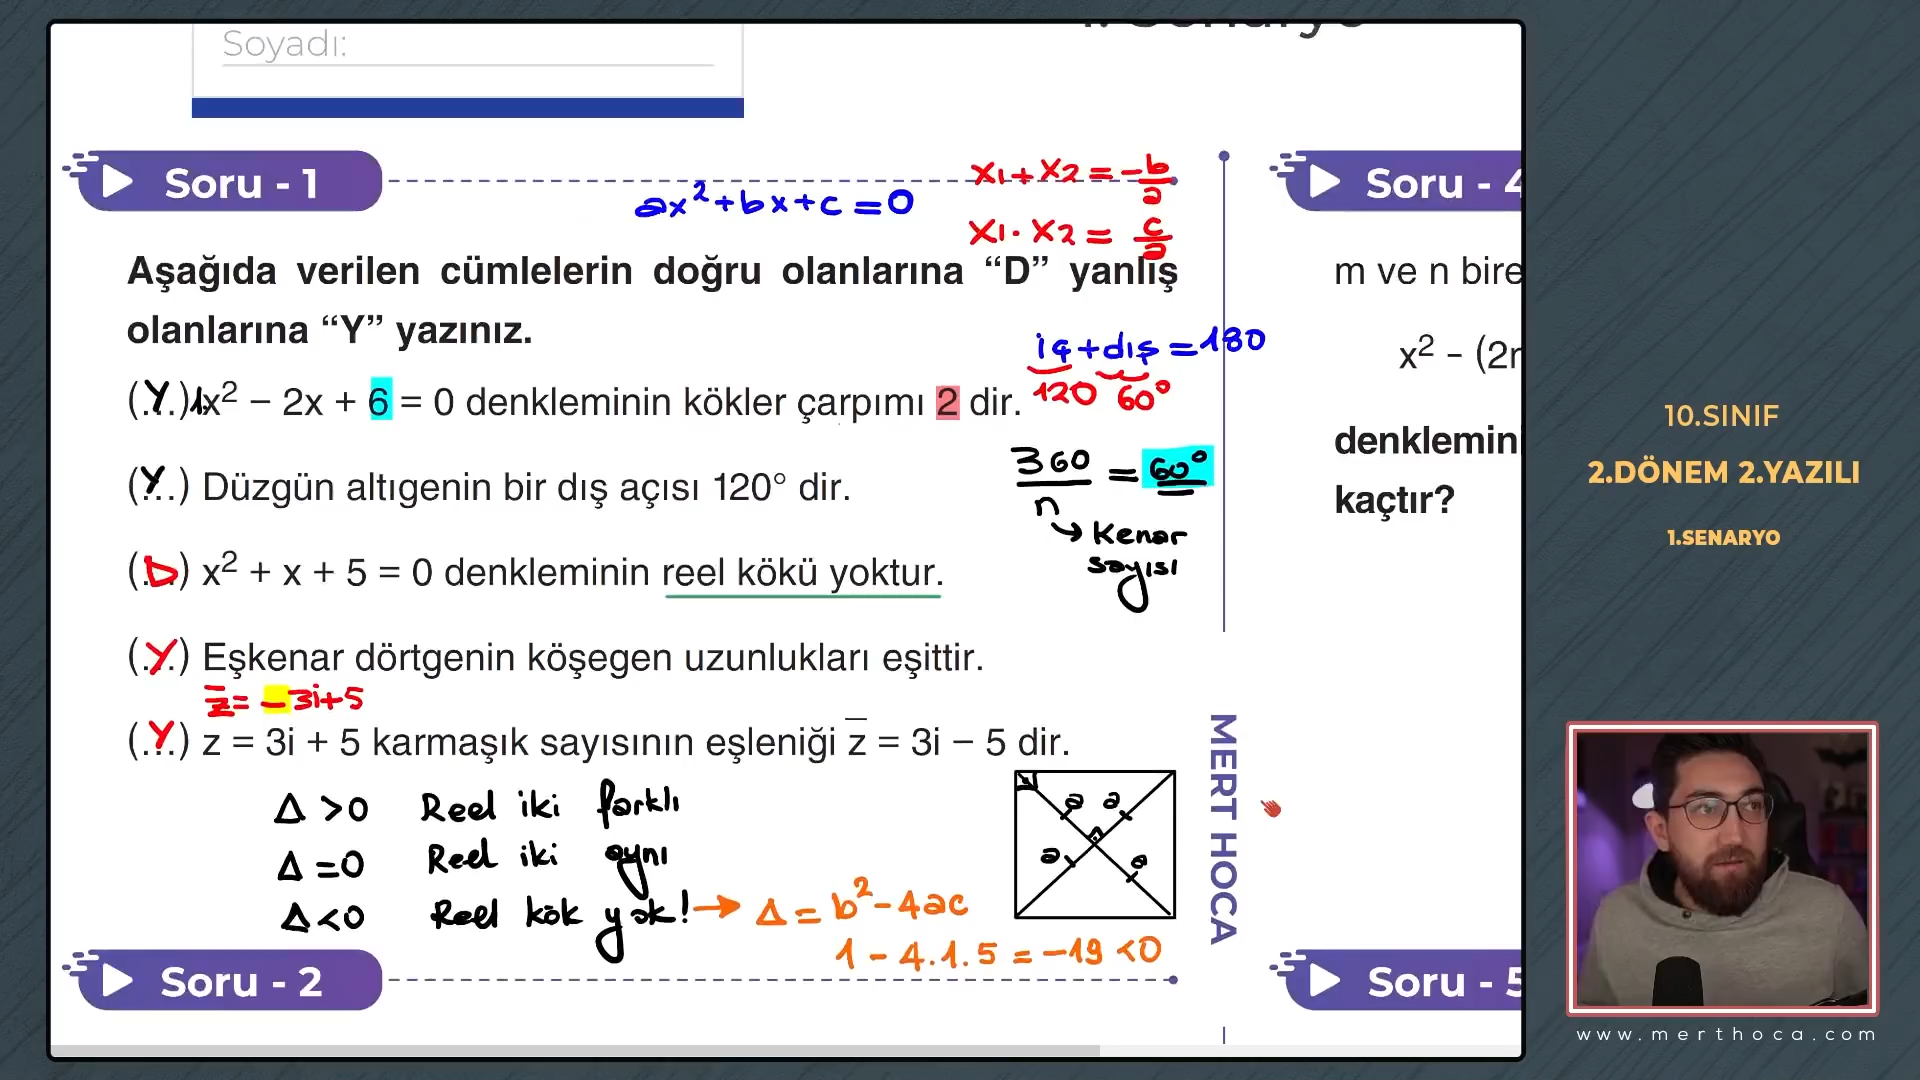 Soyadı:
Soru - 1
ax²+bx+c=0
x₁+x₂=-b/a
x₁·x₂=c/a
Aşağıda verilen cümlelerin doğru olanlarına “D” yanlış
olanlarına “Y” yazınız.
iç+dış=180
120 60°
(.Y.) 1x² − 2x + 6 = 0 denkleminin kökler çarpımı 2 dir.
360/n = 60°
Kenar
sayısı
(.Y.) Düzgün altıgenin bir dış açısı 120° dir.
(.D.) x² + x + 5 = 0 denkleminin reel kökü yoktur.
(.Y.) Eşkenar dörtgenin köşegen uzunlukları eşittir.
z̅= -3i+5
(.Y.) z = 3i + 5 karmaşık sayısının eşleniği z̅ = 3i − 5 dir.
Δ >0 Reel iki farklı
Δ =0 Reel iki aynı
Δ <0 Reel kök yok! → Δ = b²-4ac
1 - 4.1.5 = -19 <0
a a
a a
Soru - 2
MERT HOCA
Soru - 4
m ve n bire
x² − (2
denklemin
kaçtır?
Soru - 5
10.SINIF
2.DÖNEM 2.YAZILI
1.SENARYO
www.merthoca.com